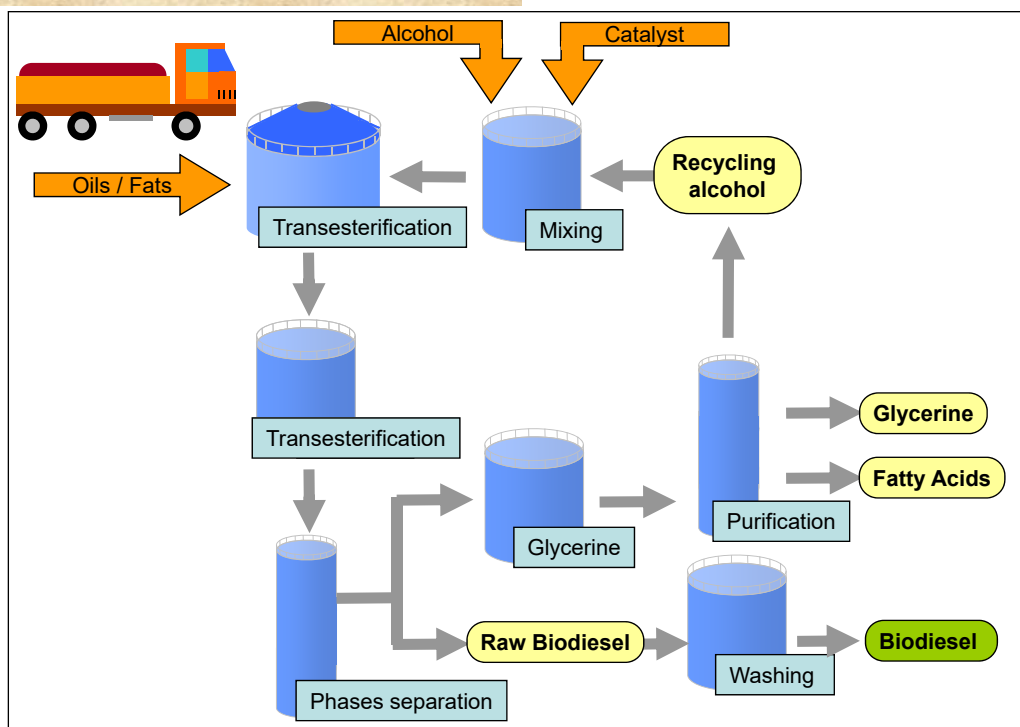 Alcohol
Catalyst
Oils / Fats
Transesterification
Mixing
Recycling
alcohol
Transesterification
Glycerine
Purification
Glycerine
Fatty Acids
Phases separation
Raw Biodiesel
Washing
Biodiesel